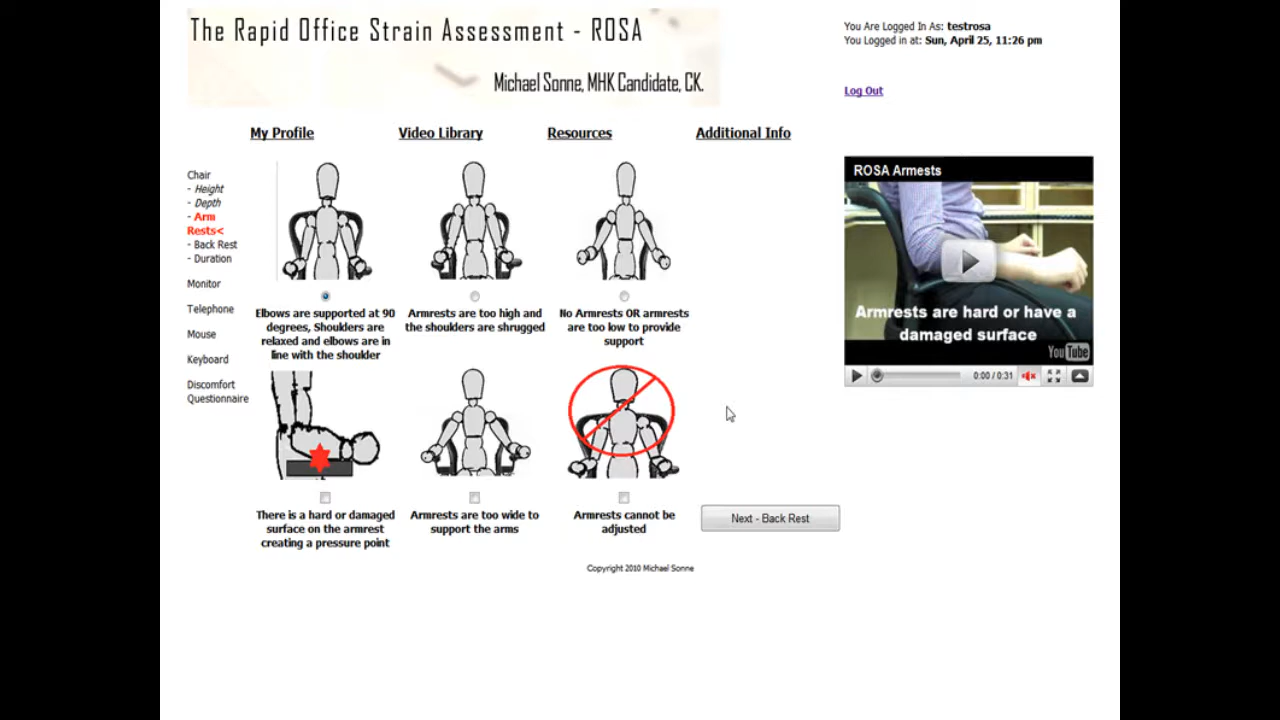 The Rapid Office Strain Assessment - ROSA
Michael Sonne, MHK Candidate, CK.
You Are Logged In As: testrosa
You Logged in at: Sun, April 25, 11:26 pm
Log Out
My Profile
Video Library
Resources
Additional Info
Chair
- Height
- Depth
- Arm
Rests<
- Back Rest
- Duration
Monitor
Telephone
Mouse
Keyboard
Discomfort
Questionnaire
Elbows are supported at 90
degrees, Shoulders are
relaxed and elbows are in
line with the shoulder
Armrests are too high and
the shoulders are shrugged
No Armrests OR armrests
are too low to provide
support
There is a hard or damaged
surface on the armrest
creating a pressure point
Armrests are too wide to
support the arms
Armrests cannot be
adjusted
Next - Back Rest
ROSA Armests
Armrests are hard or have a
damaged surface
YouTube
0:00 / 0:31
Copyright 2010 Michael Sonne